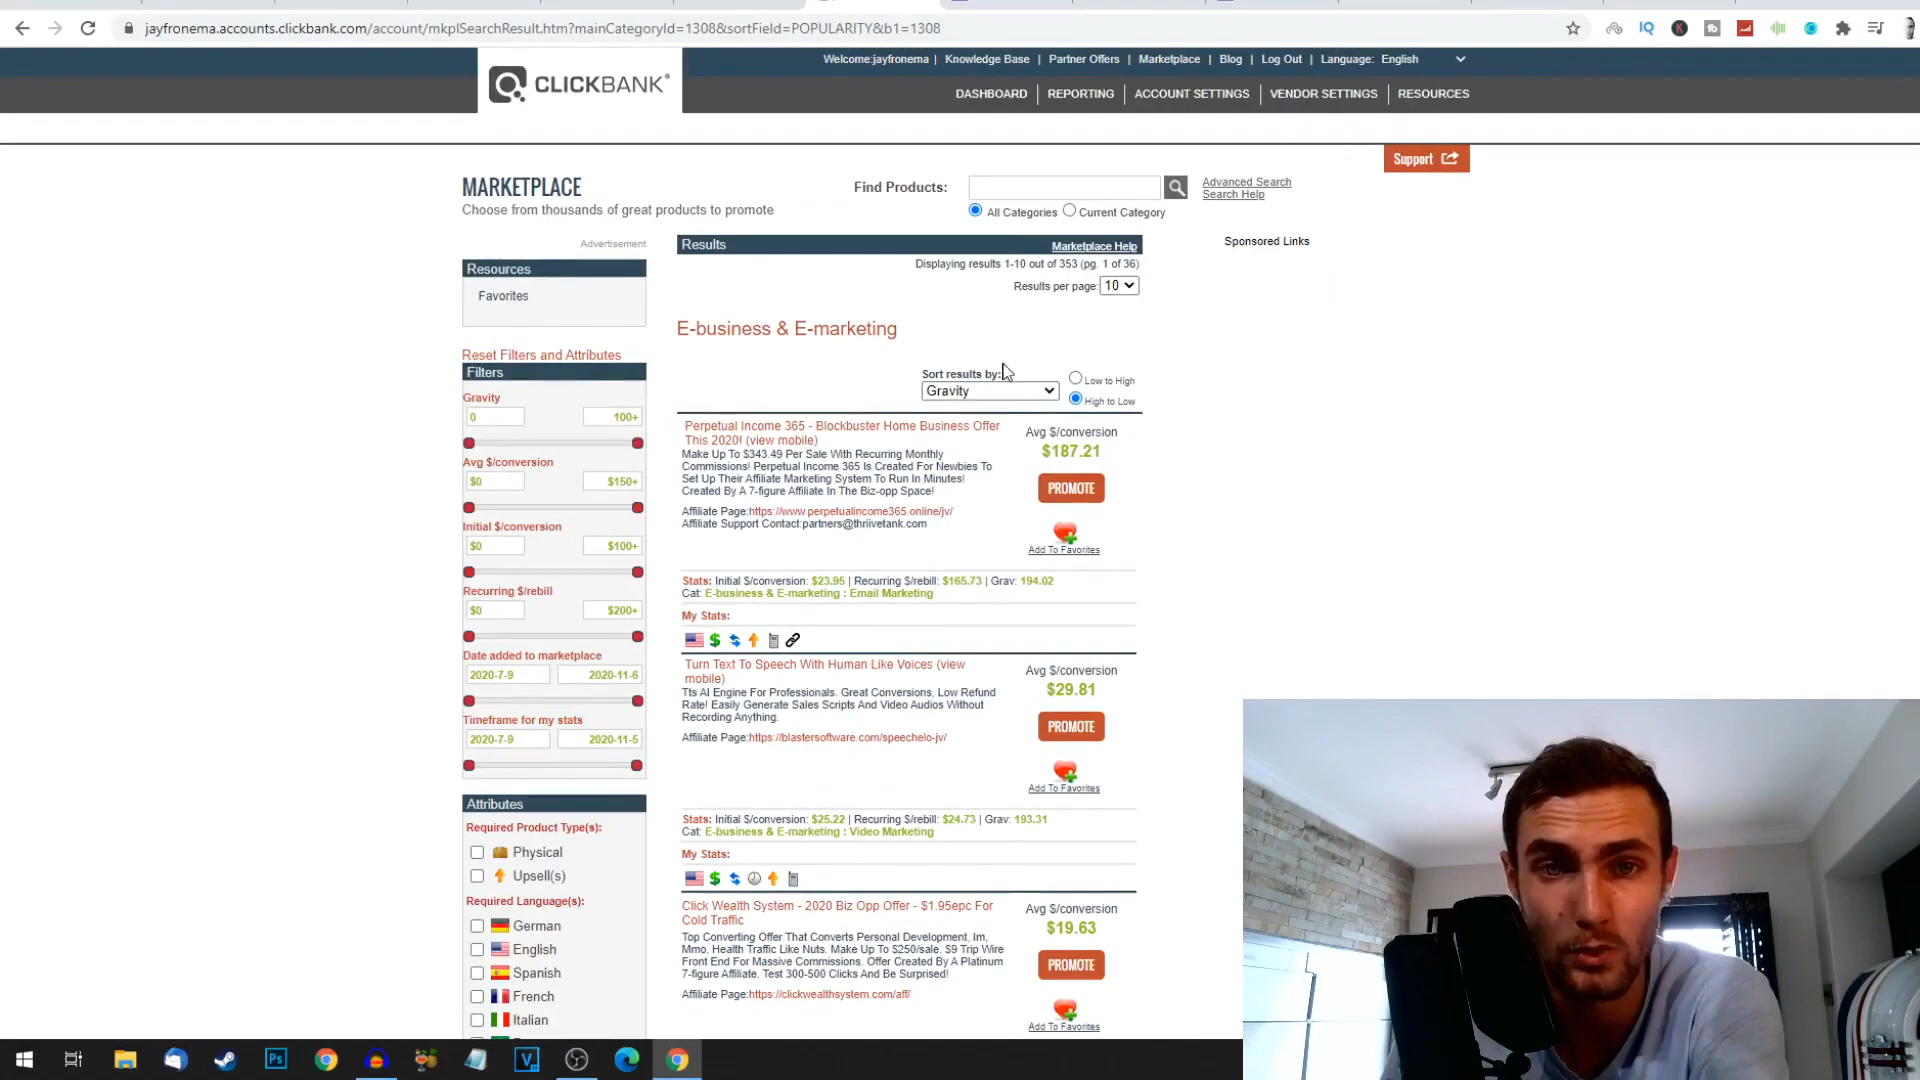 jayfronema.accounts.clickbank.com/account/mkplSearchResult.htm?mainCategoryId=1308&sortField=POPULARITY&b1=1308
Welcome:jayfronema | Knowledge Base | Partner Offers | Marketplace | Blog | Log Out | Language: English
CLICKBANK®
DASHBOARD | REPORTING | ACCOUNT SETTINGS | VENDOR SETTINGS | RESOURCES
Support
MARKETPLACE
Choose from thousands of great products to promote
Find Products:
Advanced Search
Search Help
All Categories Current Category
Advertisement
Resources
Favorites
Reset Filters and Attributes
Filters
Gravity
0 100+
Avg $/conversion
$0 $150+
Initial $/conversion
$0 $100+
Recurring $/rebill
$0 $200+
Date added to marketplace
2020-7-9 2020-11-6
Timeframe for my stats
2020-7-9 2020-11-5
Attributes
Required Product Type(s):
Physical
Upsell(s)
Required Language(s):
German
English
Spanish
French
Italian
Results Marketplace Help
Displaying results 1-10 out of 353 (pg. 1 of 36)
Results per page: 10
E-business & E-marketing
Sort results by:
Gravity
Low to High
High to Low
Perpetual Income 365 - Blockbuster Home Business Offer
This 2020! (view mobile)
Make Up To $343.49 Per Sale With Recurring Monthly
Commissions! Perpetual Income 365 Is Created For Newbies To
Set Up Their Affiliate Marketing System To Run In Minutes!
Created By A 7-figure Affiliate In The Biz-opp Space!
Affiliate Page:https://www.perpetualincome365.online/jv/
Affiliate Support Contact:partners@thriivetank.com
Avg $/conversion
$187.21
PROMOTE
Add To Favorites
Stats: Initial $/conversion: $23.95 | Recurring $/rebill: $165.73 | Grav: 194.02
Cat: E-business & E-marketing : Email Marketing
My Stats:
Turn Text To Speech With Human Like Voices (view
mobile)
Tts AI Engine For Professionals. Great Conversions, Low Refund
Rate! Easily Generate Sales Scripts And Video Audios Without
Recording Anything.
Affiliate Page:https://blastersoftware.com/speechelo-jv/
Avg $/conversion
$29.81
PROMOTE
Add To Favorites
Stats: Initial $/conversion: $25.22 | Recurring $/rebill: $24.73 | Grav: 193.31
Cat: E-business & E-marketing : Video Marketing
My Stats:
Click Wealth System - 2020 Biz Opp Offer - $1.95epc For
Cold Traffic
Top Converting Offer That Converts Personal Development, Im,
Mmo, Health Traffic Like Nuts. Make Up To $250/sale. $9 Trip Wire
Front End For Massive Commissions. Offer Created By A Platinum
7-figure Affiliate. Test 300-500 Clicks And Be Surprised!
Affiliate Page:https://clickwealthsystem.com/aff/
Avg $/conversion
$19.63
PROMOTE
Add To Favorites
Sponsored Links